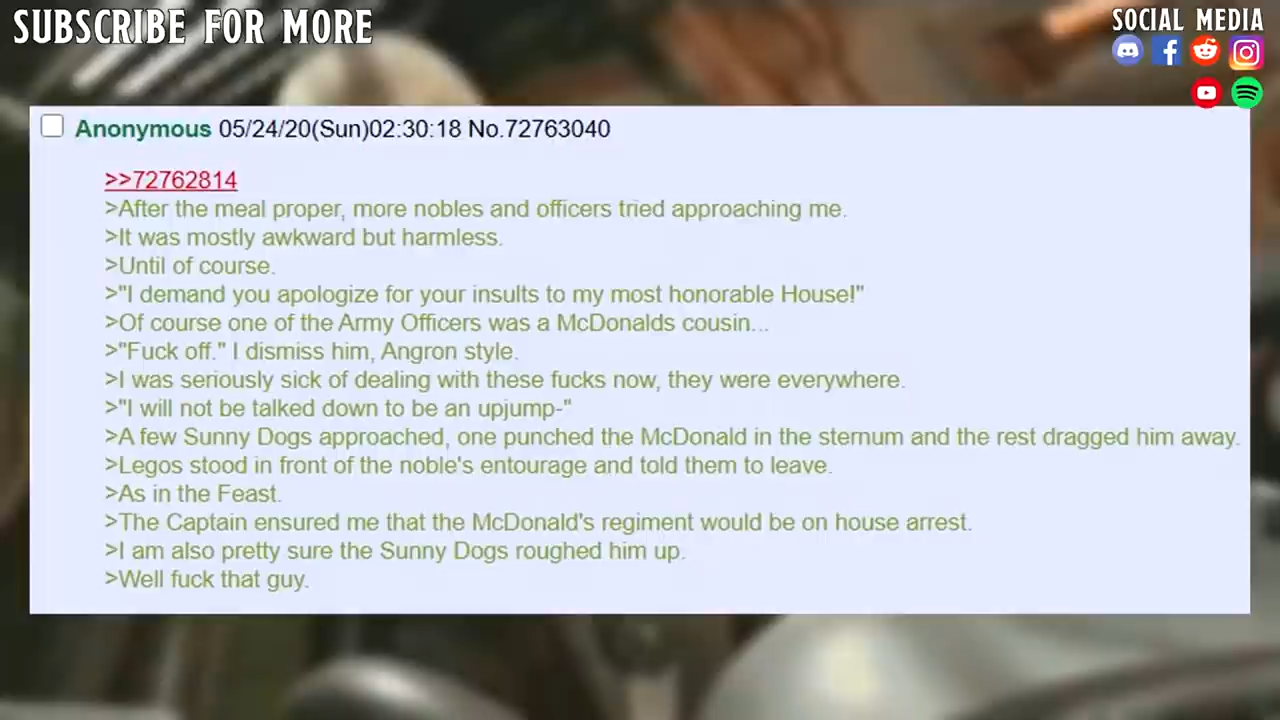 SUBSCRIBE FOR MORE
SOCIAL MEDIA
Anonymous 05/24/20(Sun)02:30:18 No.72763040
>>72762814
>After the meal proper, more nobles and officers tried approaching me.
>It was mostly awkward but harmless.
>Until of course.
>"I demand you apologize for your insults to my most honorable House!"
>Of course one of the Army Officers was a McDonalds cousin...
>"Fuck off." I dismiss him, Angron style.
>I was seriously sick of dealing with these fucks now, they were everywhere.
>"I will not be talked down to be an upjump-"
>A few Sunny Dogs approached, one punched the McDonald in the sternum and the rest dragged him away.
>Legos stood in front of the noble's entourage and told them to leave.
>As in the Feast.
>The Captain ensured me that the McDonald's regiment would be on house arrest.
>I am also pretty sure the Sunny Dogs roughed him up.
>Well fuck that guy.